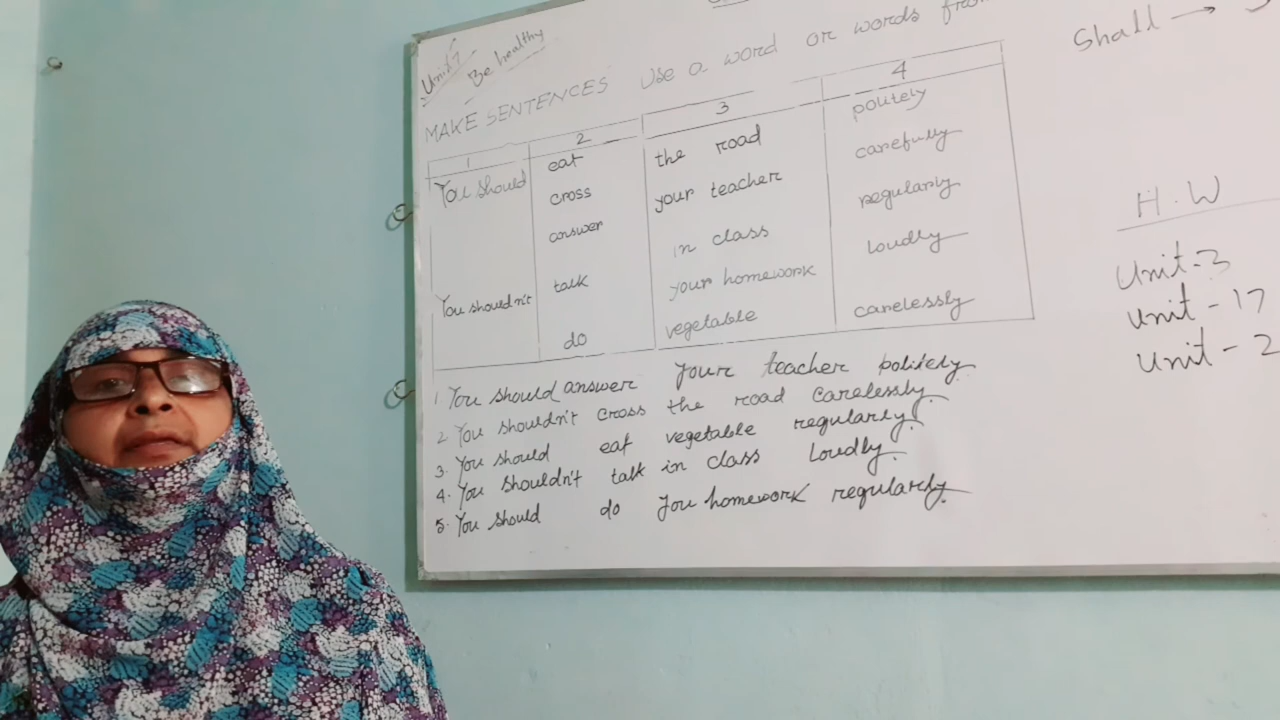 Unit 7
Be healthy
MAKE SENTENCES Use a word or words from
1 2 3 4
You should eat the road politely
cross your teacher carefully
answer in class regularly
You shouldn't talk your homework loudly
do vegetable carelessly
1 You should answer your teacher politely
2 You shouldn't cross the road carelessly.
3. You should eat vegetable regularly.
4. You shouldn't talk in class loudly.
5. You should do you homework regularly.
Shall →
H.W
Unit-3
Unit-17
Unit-2